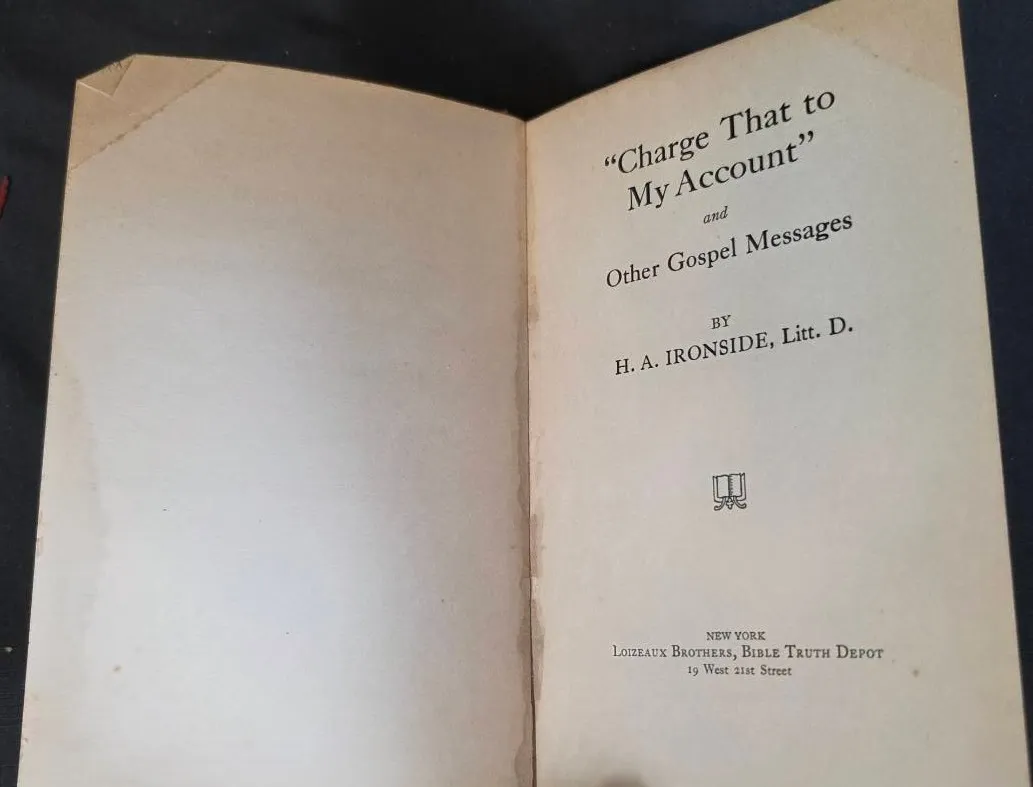 “Charge That to
My Account”
and
Other Gospel Messages
BY
H. A. IRONSIDE, Litt. D.
NEW YORK
Loizeaux Brothers, Bible Truth Depot
19 West 21st Street